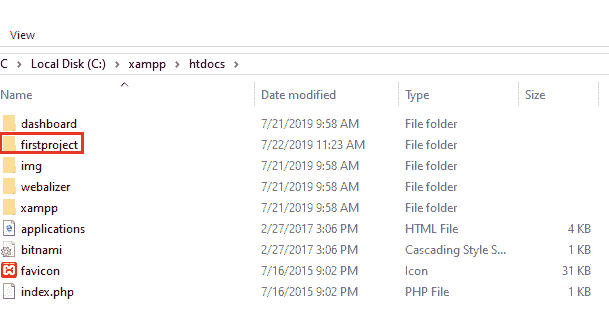 View
C > Local Disk (C:) > xampp > htdocs >
Name Date modified Type Size
dashboard 7/21/2019 9:58 AM File folder
firstproject 7/22/2019 11:23 AM File folder
img 7/21/2019 9:58 AM File folder
webalizer 7/21/2019 9:58 AM File folder
xampp 7/21/2019 9:58 AM File folder
applications 2/27/2017 3:06 PM HTML File 4 KB
bitnami 2/27/2017 3:06 PM Cascading Style S... 1 KB
favicon 7/16/2015 9:02 PM Icon 31 KB
index.php 7/16/2015 9:02 PM PHP File 1 KB